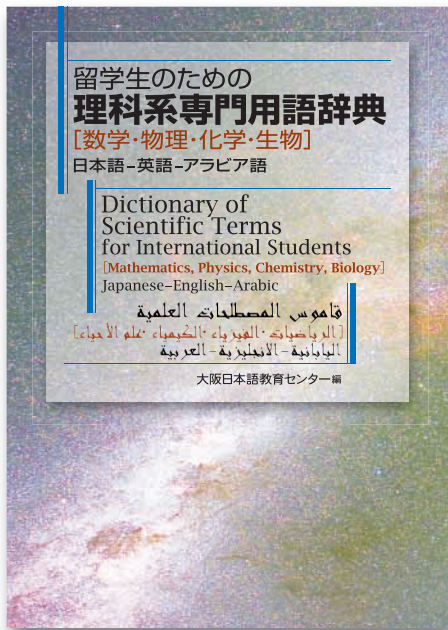 留学生のための
理科系専門用語辞典
[数学・物理・化学・生物]
日本語−英語−アラビア語
Dictionary of
Scientific Terms
for International Students
[Mathematics, Physics, Chemistry, Biology]
Japanese–English–Arabic
قاموس المصطلحات العلمية
[الرياضيات · الفيزياء · الكيمياء · علم الأحياء]
اليابانية – الانجليزية – العربية
大阪日本語教育センター編